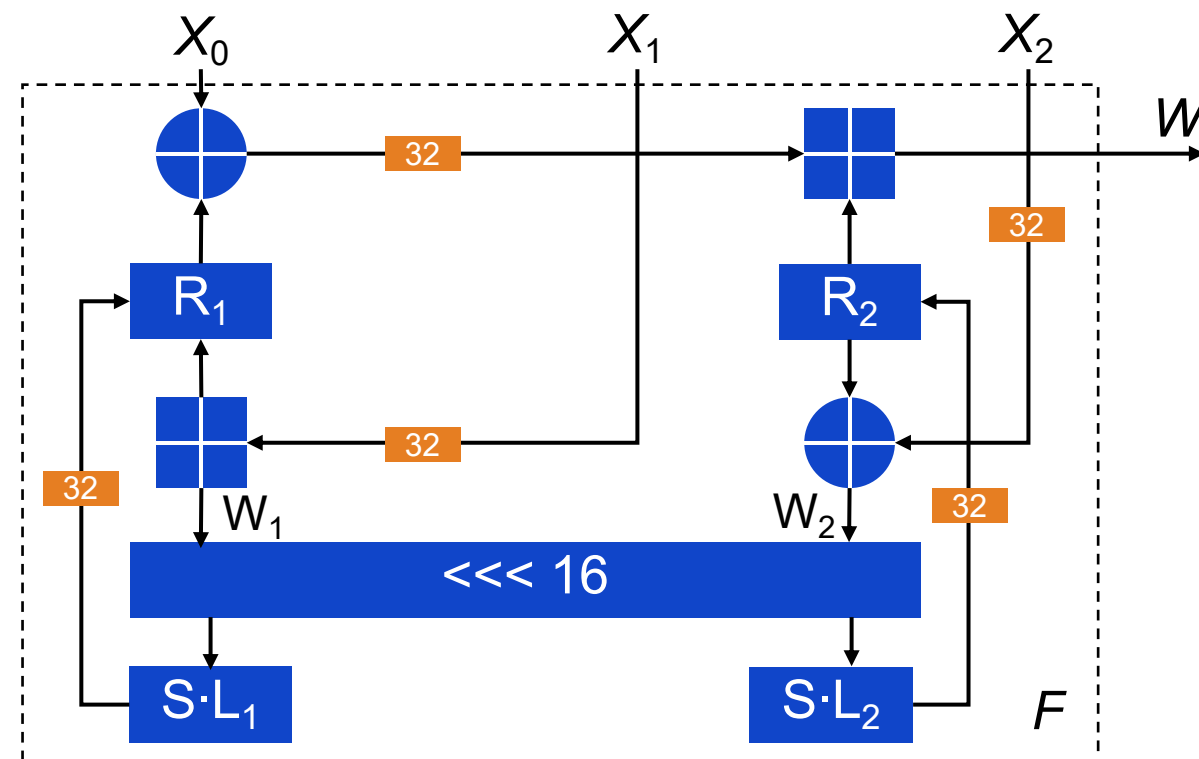 X₀ X₁ X₂
32 W
32
R₁ R₂
32
32 32
W₁ W₂
<<< 16
S·L₁ S·L₂ F